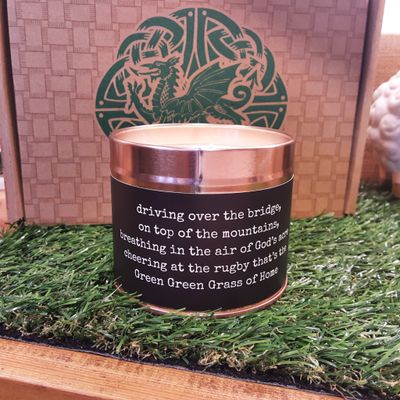 driving over the bridge,
on top of the mountains,
breathing in the air of God's acre
cheering at the rugby that's the
Green Green Grass of Home